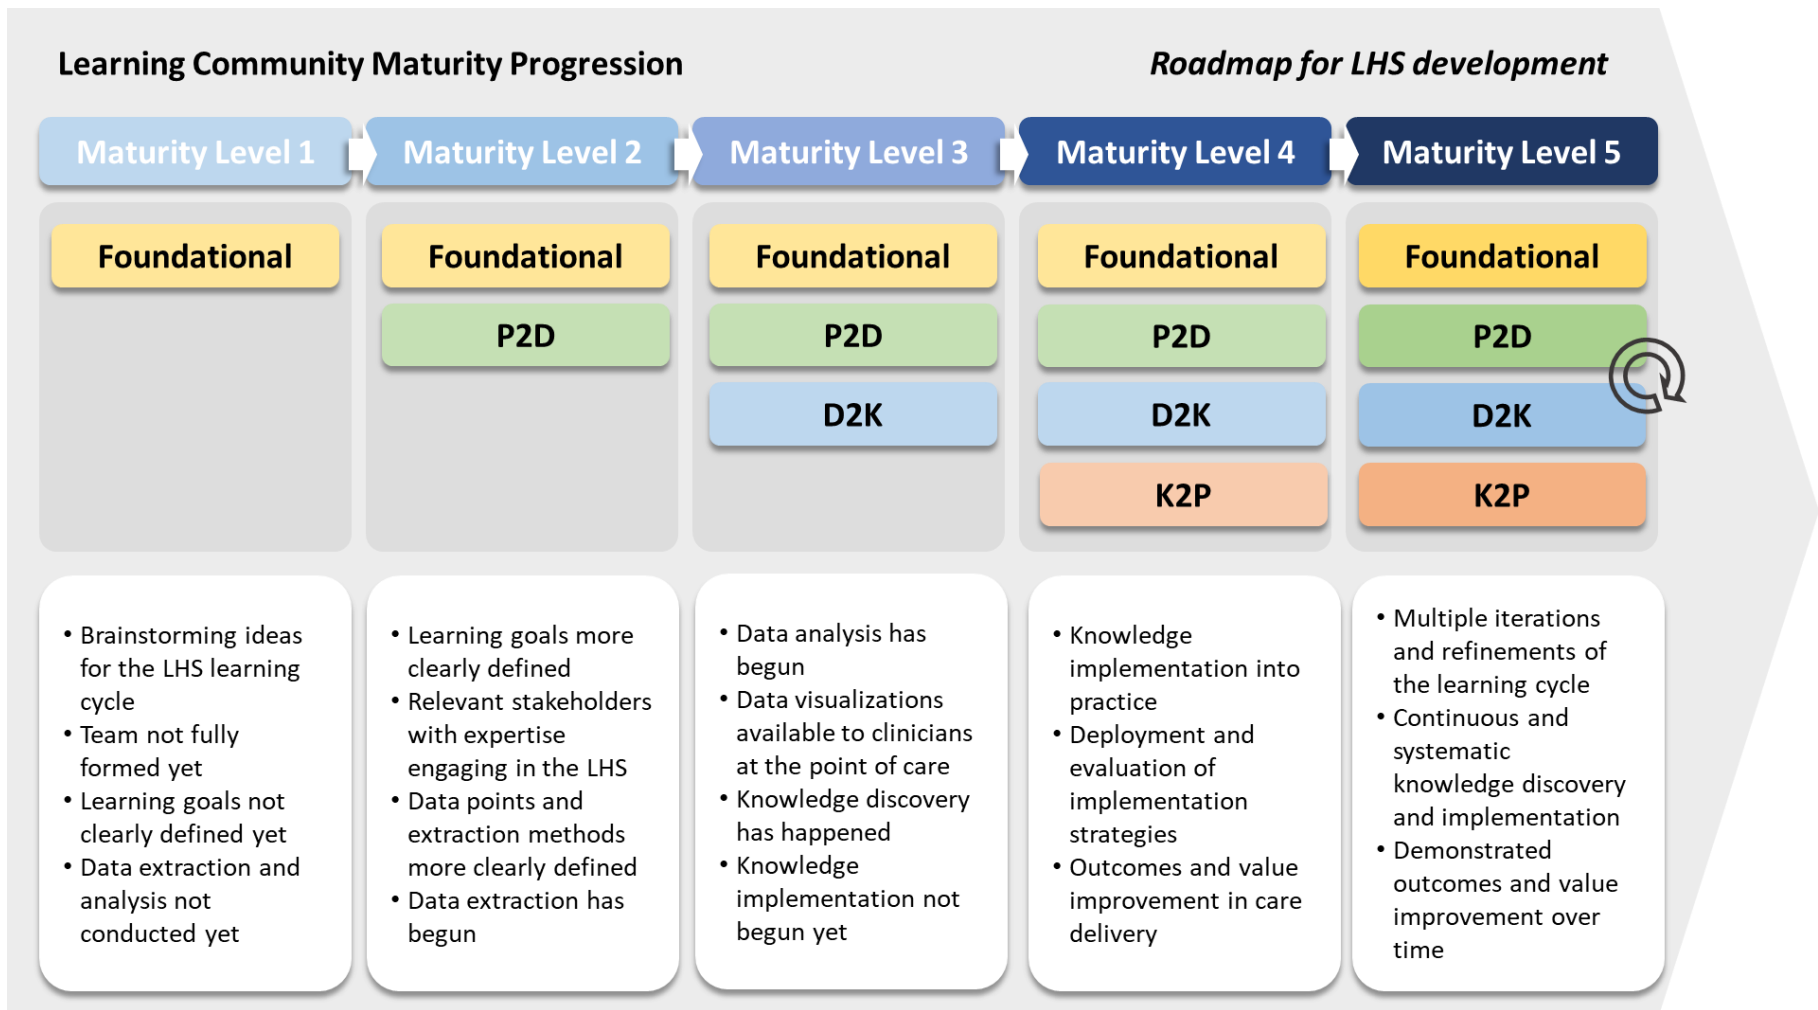 Learning Community Maturity Progression
Roadmap for LHS development
Maturity Level 1
Maturity Level 2
Maturity Level 3
Maturity Level 4
Maturity Level 5
Foundational
Foundational
Foundational
Foundational
Foundational
P2D
P2D
P2D
P2D
D2K
D2K
D2K
K2P
K2P
• Brainstorming ideas
for the LHS learning
cycle
• Team not fully
formed yet
• Learning goals not
clearly defined yet
• Data extraction and
analysis not
conducted yet
• Learning goals more
clearly defined
• Relevant stakeholders
with expertise
engaging in the LHS
• Data points and
extraction methods
more clearly defined
• Data extraction has
begun
• Data analysis has
begun
• Data visualizations
available to clinicians
at the point of care
• Knowledge discovery
has happened
• Knowledge
implementation not
begun yet
• Knowledge
implementation into
practice
• Deployment and
evaluation of
implementation
strategies
• Outcomes and value
improvement in care
delivery
• Multiple iterations
and refinements of
the learning cycle
• Continuous and
systematic
knowledge discovery
and implementation
• Demonstrated
outcomes and value
improvement over
time